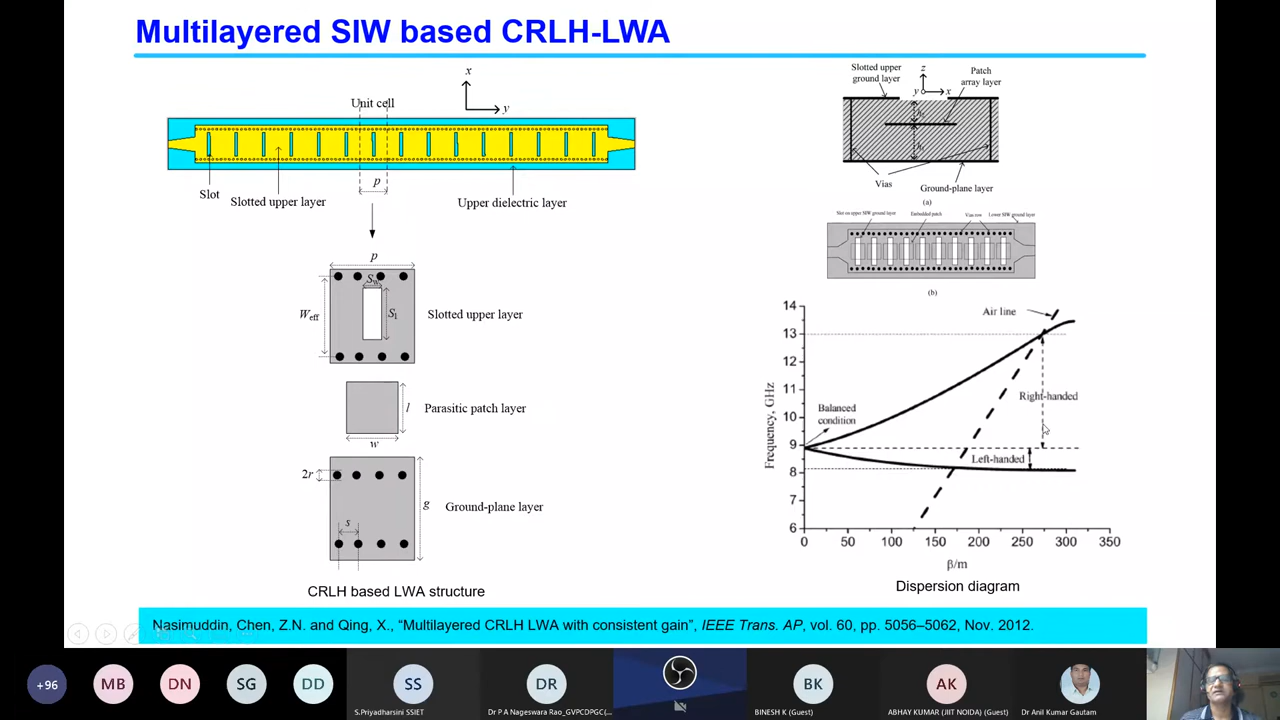 Multilayered SIW based CRLH-LWA
x
y
Unit cell
p
Slot
Slotted upper layer
Upper dielectric layer
p
Weff
Sl
Slotted upper layer
l
w
Parasitic patch layer
2r
s
g
Ground-plane layer
CRLH based LWA structure
Slotted upper
ground layer
z
y
x
Patch
array layer
Vias
Ground-plane layer
(a)
Slot on upper SIW ground layer
Embedded patch
Vias row
Lower SIW ground layer
(b)
14
13
12
11
10
9
8
7
6
Frequency, GHz
Air line
Right-handed
Balanced
condition
Left-handed
0 50 100 150 200 250 300 350
β/m
Dispersion diagram
Nasimuddin, Chen, Z.N. and Qing, X., “Multilayered CRLH LWA with consistent gain”, IEEE Trans. AP, vol. 60, pp. 5056–5062, Nov. 2012.
+96
MB
DN
SG
DD
SS
S.Priyadharsini SSIET
DR
Dr P A Nageswara Rao_GVPCDPGC(...
BK
BINESH K (Guest)
AK
ABHAY KUMAR (JIIT NOIDA) (Guest)
Dr Anil Kumar Gautam